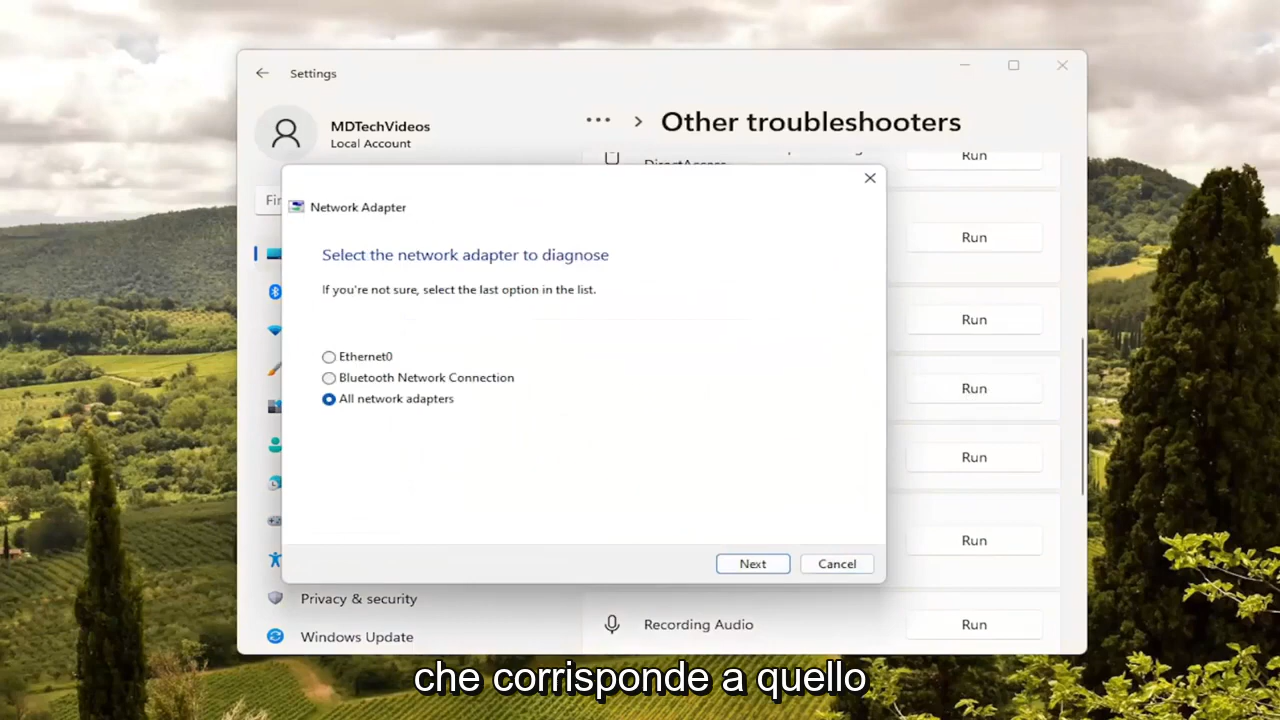 Settings
MDTechVideos
Local Account
Other troubleshooters
Run
Network Adapter
Select the network adapter to diagnose
If you're not sure, select the last option in the list.
Ethernet0
Bluetooth Network Connection
All network adapters
Next
Cancel
Run
Run
Run
Run
Run
Privacy & security
Windows Update
Recording Audio
Run
che corrisponde a quello